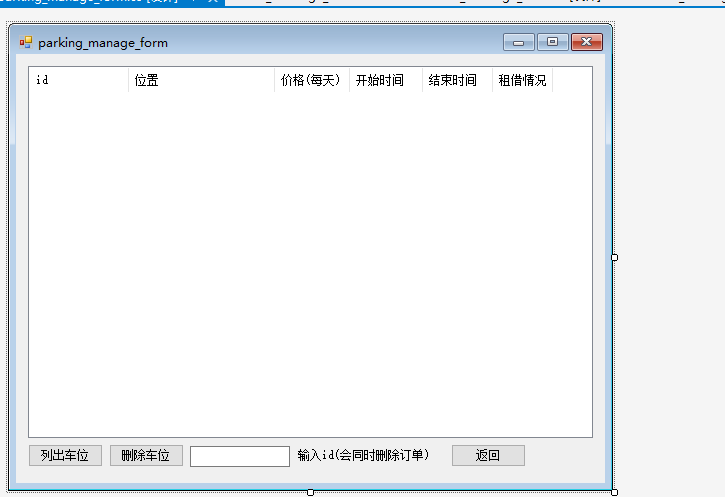 parking_manage_form
id 位置 价格(每天) 开始时间 结束时间 租借情况
列出车位 删除车位 输入id(会同时删除订单) 返回